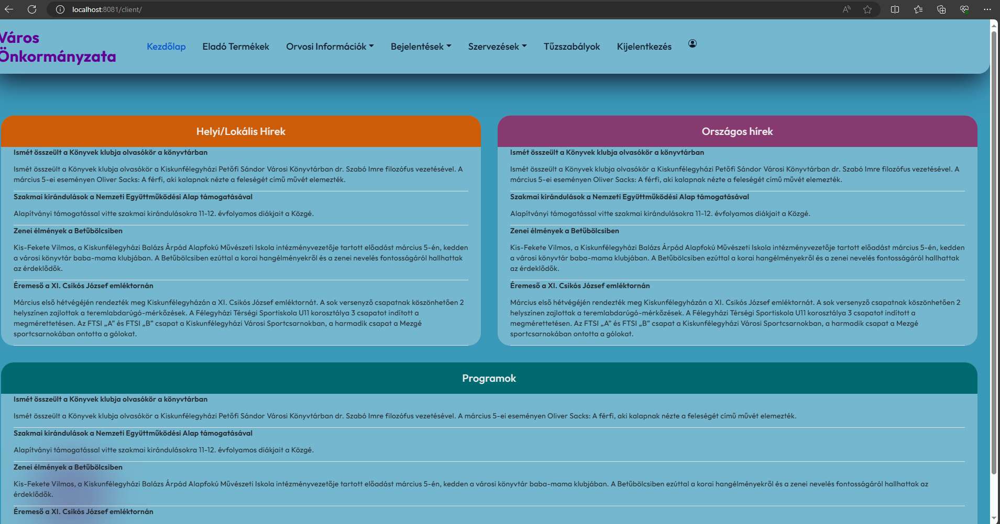 localhost:8081/client/
Város
Önkormányzata
Kezdőlap Eladó Termékek Orvosi Információk Bejelentések Szervezések Tűzszabályok Kijelentkezés
Helyi/Lokális Hírek
Ismét összeült a Könyvek klubja olvasókör a könyvtárban
Ismét összeült a Könyvek klubja olvasókör a Kiskunfélegyházi Petőfi Sándor Városi Könyvtárban dr. Szabó Imre filozófus vezetésével. A
március 5-ei eseményen Oliver Sacks: A férfi, aki kalapnak nézte a feleségét című művét elemezték.
Szakmai kirándulások a Nemzeti Együttműködési Alap támogatásával
Alapítványi támogatással vitte szakmai kirándulásokra 11-12. évfolyamos diákjait a Közgé.
Zenei élmények a Betűbölcsiben
Kis-Fekete Vilmos, a Kiskunfélegyházi Balázs Árpád Alapfokú Művészeti Iskola intézményvezetője tartott előadást március 5-én, kedden
a városi könyvtár baba-mama klubjában. A Betűbölcsiben ezúttal a korai hangélményekről és a zenei nevelés fontosságáról hallhattak
az érdeklődők.
Éremeső a XI. Csikós József emléktornán
Március első hétvégéjén rendezték meg Kiskunfélegyházán a XI. Csikós József emléktornát. A sok versenyző csapatnak köszönhetően 2
helyszínen zajlottak a teremlabdarúgó-mérkőzések. A Félegyházi Térségi Sportiskola U11 korosztálya 3 csapatot indított a
megmérettetésen. Az FTSI „A” és FTSI „B” csapat a Kiskunfélegyházi Városi Sportcsarnokban, a harmadik csapat a Mezgé
sportcsarnokában ontotta a gólokat.
Országos hírek
Ismét összeült a Könyvek klubja olvasókör a könyvtárban
Ismét összeült a Könyvek klubja olvasókör a Kiskunfélegyházi Petőfi Sándor Városi Könyvtárban dr. Szabó Imre filozófus vezetésével. A
március 5-ei eseményen Oliver Sacks: A férfi, aki kalapnak nézte a feleségét című művét elemezték.
Szakmai kirándulások a Nemzeti Együttműködési Alap támogatásával
Alapítványi támogatással vitte szakmai kirándulásokra 11-12. évfolyamos diákjait a Közgé.
Zenei élmények a Betűbölcsiben
Kis-Fekete Vilmos, a Kiskunfélegyházi Balázs Árpád Alapfokú Művészeti Iskola intézményvezetője tartott előadást március 5-én, kedden
a városi könyvtár baba-mama klubjában. A Betűbölcsiben ezúttal a korai hangélményekről és a zenei nevelés fontosságáról hallhattak
az érdeklődők.
Éremeső a XI. Csikós József emléktornán
Március első hétvégéjén rendezték meg Kiskunfélegyházán a XI. Csikós József emléktornát. A sok versenyző csapatnak köszönhetően 2
helyszínen zajlottak a teremlabdarúgó-mérkőzések. A Félegyházi Térségi Sportiskola U11 korosztálya 3 csapatot indított a
megmérettetésen. Az FTSI „A” és FTSI „B” csapat a Kiskunfélegyházi Városi Sportcsarnokban, a harmadik csapat a Mezgé
sportcsarnokában ontotta a gólokat.
Programok
Ismét összeült a Könyvek klubja olvasókör a könyvtárban
Ismét összeült a Könyvek klubja olvasókör a Kiskunfélegyházi Petőfi Sándor Városi Könyvtárban dr. Szabó Imre filozófus vezetésével. A március 5-ei eseményen Oliver Sacks: A férfi, aki kalapnak nézte a feleségét című művét elemezték.
Szakmai kirándulások a Nemzeti Együttműködési Alap támogatásával
Alapítványi támogatással vitte szakmai kirándulásokra 11-12. évfolyamos diákjait a Közgé.
Zenei élmények a Betűbölcsiben
Kis-Fekete Vilmos, a Kiskunfélegyházi Balázs Árpád Alapfokú Művészeti Iskola intézményvezetője tartott előadást március 5-én, kedden a városi könyvtár baba-mama klubjában. A Betűbölcsiben ezúttal a korai hangélményekről és a zenei nevelés fontosságáról hallhattak az
érdeklődők.
Éremeső a XI. Csikós József emléktornán